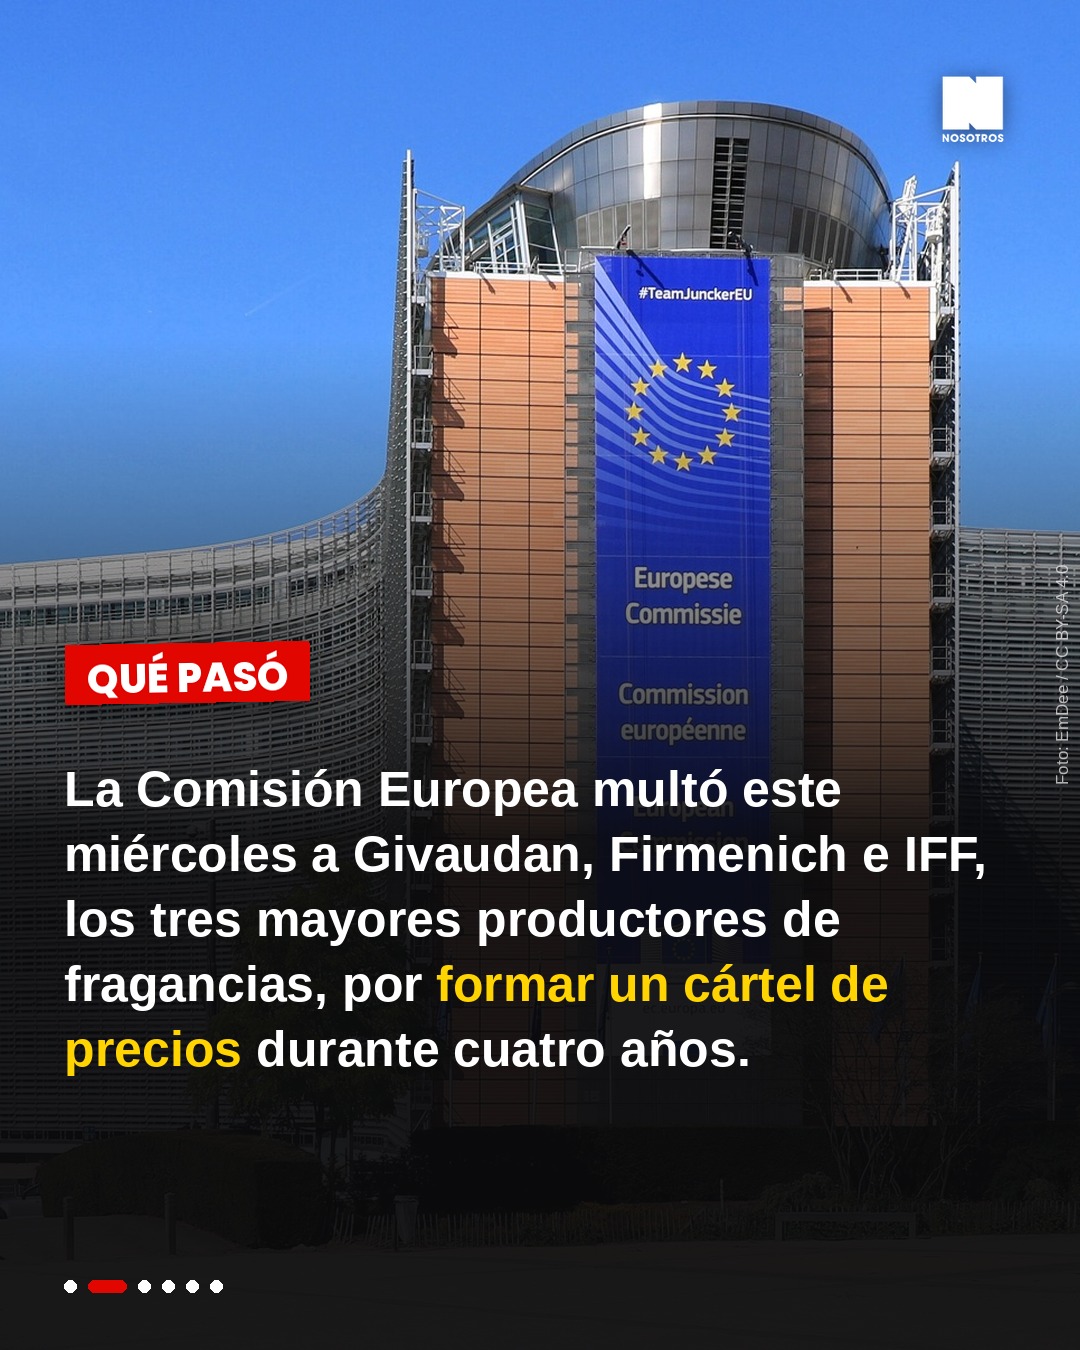 NOSOTROS
#TeamJunckerEU
Europese
Commissie
Commission
européenne
European
Commission
Foto: EmDee / CC BY-SA 4.0
QUÉ PASÓ
La Comisión Europea multó este
miércoles a Givaudan, Firmenich e IFF,
los tres mayores productores de
fragancias, por formar un cártel de
precios durante cuatro años.